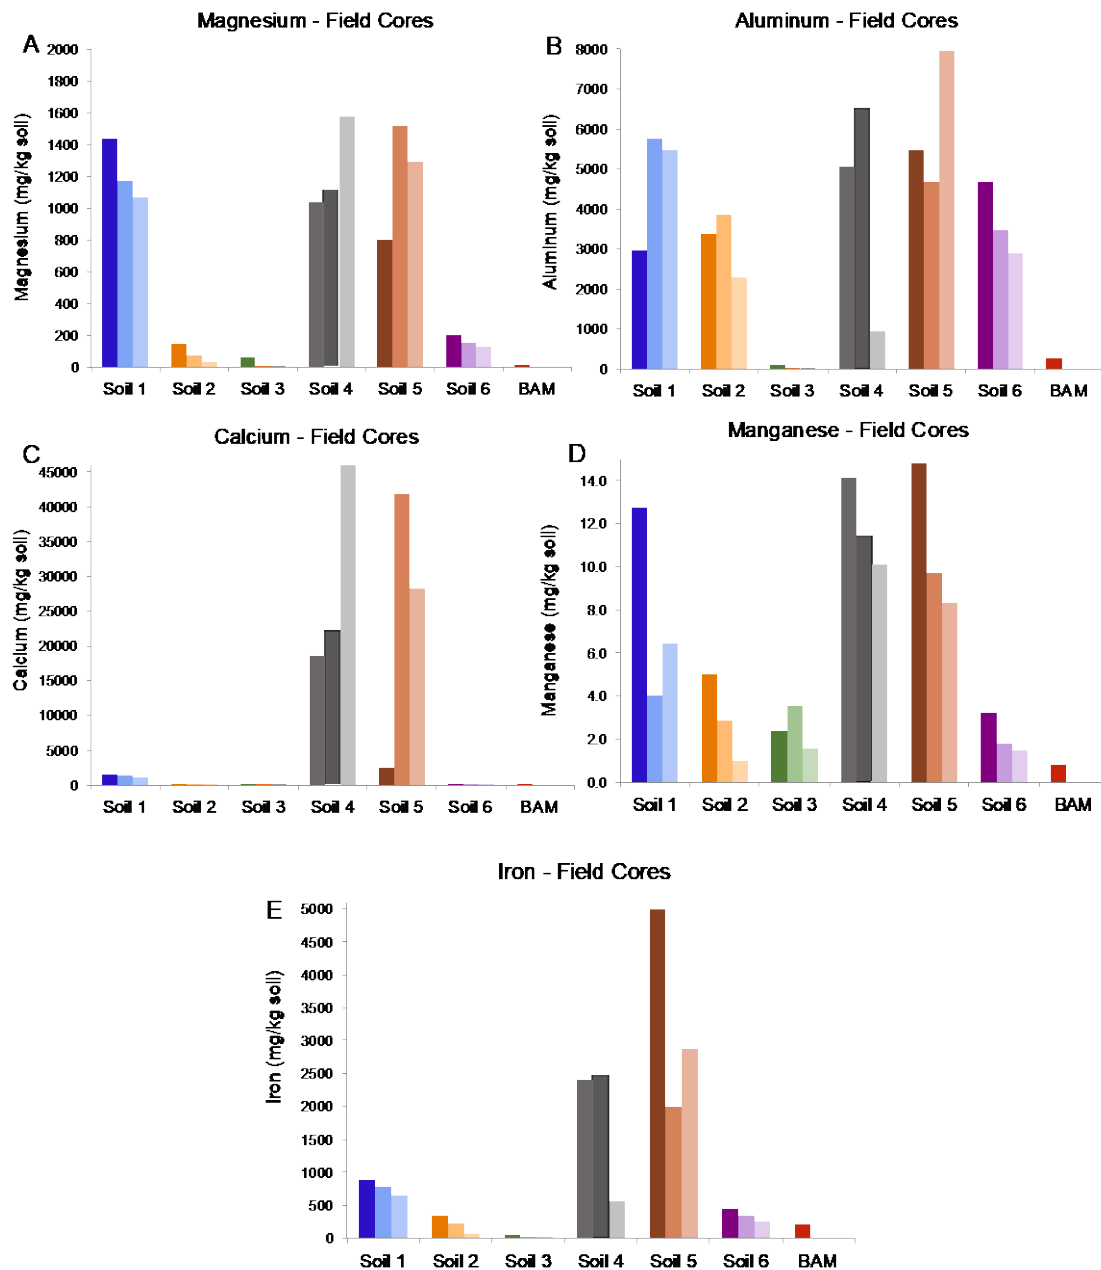 Magnesium - Field Cores
A
Magnesium (mg/kg soil)
2000
1800
1600
1400
1200
1000
800
600
400
200
0
Soil 1 Soil 2 Soil 3 Soil 4 Soil 5 Soil 6 BAM
Aluminum - Field Cores
B
Aluminum (mg/kg soil)
8000
7000
6000
5000
4000
3000
2000
1000
0
Soil 1 Soil 2 Soil 3 Soil 4 Soil 5 Soil 6 BAM
Calcium - Field Cores
C
Calcium (mg/kg soil)
45000
40000
35000
30000
25000
20000
15000
10000
5000
0
Soil 1 Soil 2 Soil 3 Soil 4 Soil 5 Soil 6 BAM
Manganese - Field Cores
D
Manganese (mg/kg soil)
14.0
12.0
10.0
8.0
6.0
4.0
2.0
0.0
Soil 1 Soil 2 Soil 3 Soil 4 Soil 5 Soil 6 BAM
Iron - Field Cores
E
Iron (mg/kg soil)
5000
4500
4000
3500
3000
2500
2000
1500
1000
500
0
Soil 1 Soil 2 Soil 3 Soil 4 Soil 5 Soil 6 BAM